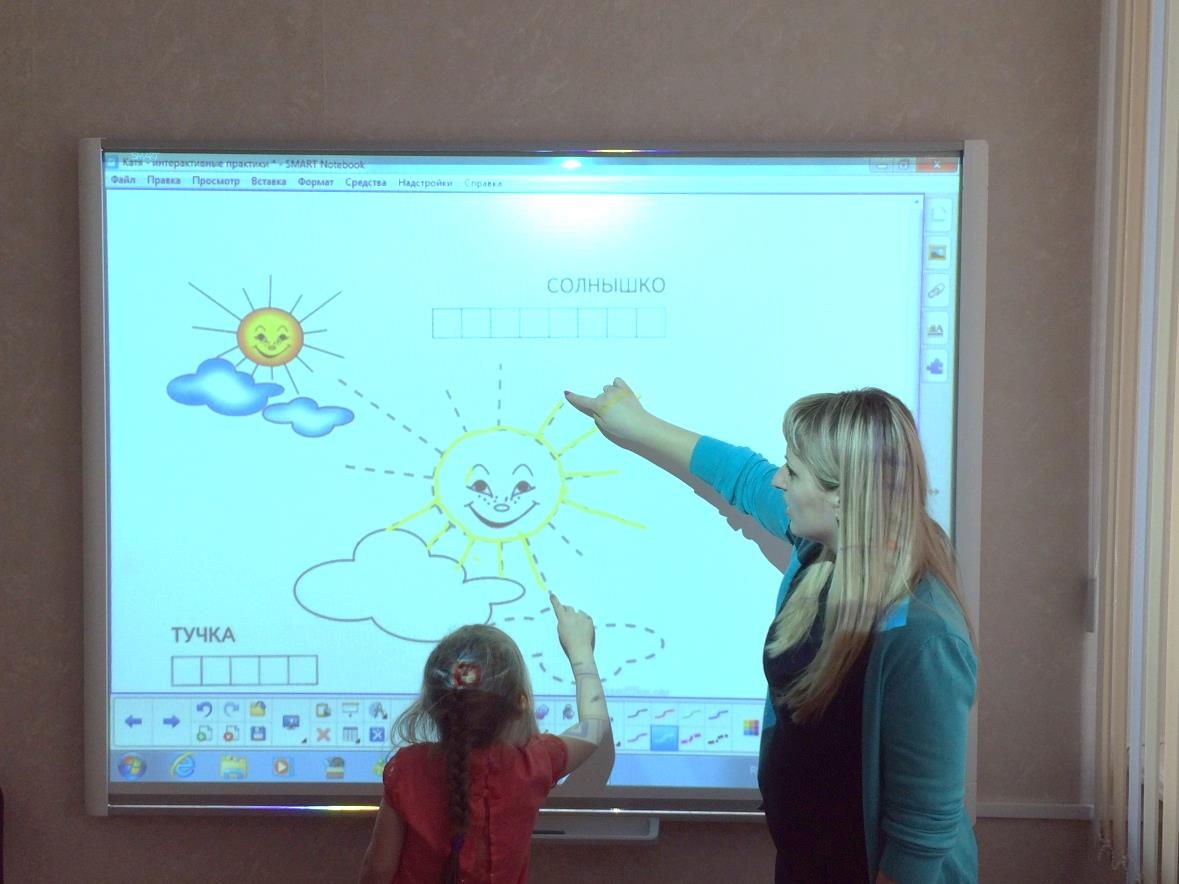 Катя - интерактивные практики * - SMART Notebook
Файл Правка Просмотр Вставка Формат Средства Надстройки Справка
СОЛНЫШКО
ТУЧКА